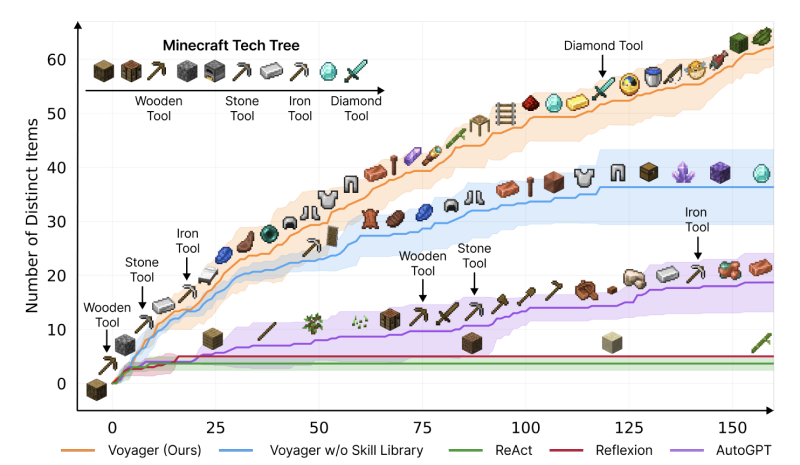 Minecraft Tech Tree
Wooden
Tool
Stone
Tool
Iron
Tool
Diamond
Tool
Diamond Tool
Wooden
Tool
Stone
Tool
Iron
Tool
Wooden
Tool
Stone
Tool
Iron
Tool
Number of Distinct Items
60
50
40
30
20
10
0
0 25 50 75 100 125 150
Voyager (Ours) Voyager w/o Skill Library ReAct Reflexion AutoGPT